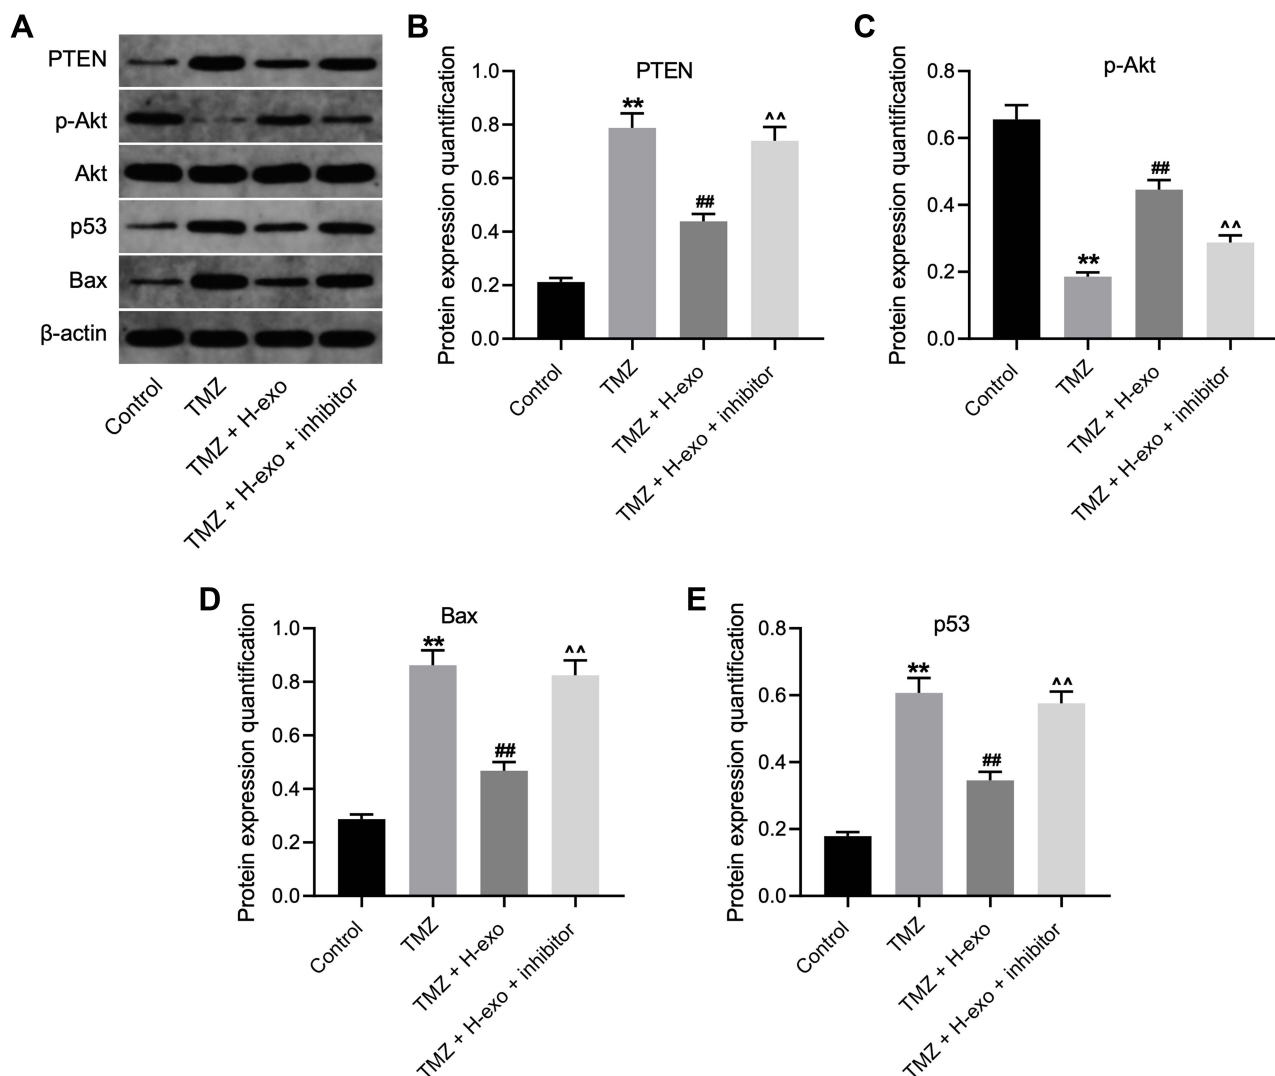 A
PTEN
p-Akt
Akt
p53
Bax
β-actin
Control
TMZ
TMZ + H-exo
TMZ + H-exo + inhibitor
B
PTEN
Protein expression quantification
1.0
0.8
0.6
0.4
0.2
0.0
**
##
^^
Control
TMZ
TMZ + H-exo
TMZ + H-exo + inhibitor
C
p-Akt
Protein expression quantification
0.8
0.6
0.4
0.2
0.0
**
##
^^
Control
TMZ
TMZ + H-exo
TMZ + H-exo + inhibitor
D
Bax
Protein expression quantification
1.0
0.8
0.6
0.4
0.2
0.0
**
##
^^
Control
TMZ
TMZ + H-exo
TMZ + H-exo + inhibitor
E
p53
Protein expression quantification
0.8
0.6
0.4
0.2
0.0
**
##
^^
Control
TMZ
TMZ + H-exo
TMZ + H-exo + inhibitor